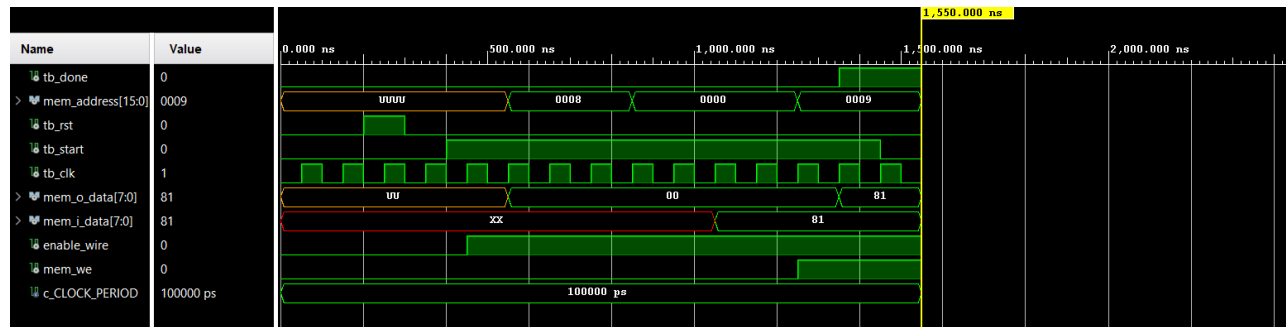 1,550.000 ns
Name Value 0.000 ns 500.000 ns 1,000.000 ns 1,500.000 ns 2,000.000 ns
tb_done 0
mem_address[15:0] 0009 UUUU 0008 0000 0009
tb_rst 0
tb_start 0
tb_clk 1
mem_o_data[7:0] 81 UU 00 81
mem_i_data[7:0] 81 XX 81
enable_wire 0
mem_we 0
c_CLOCK_PERIOD 100000 ps 100000 ps